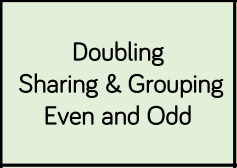 Doubling
Sharing & Grouping
Even and Odd